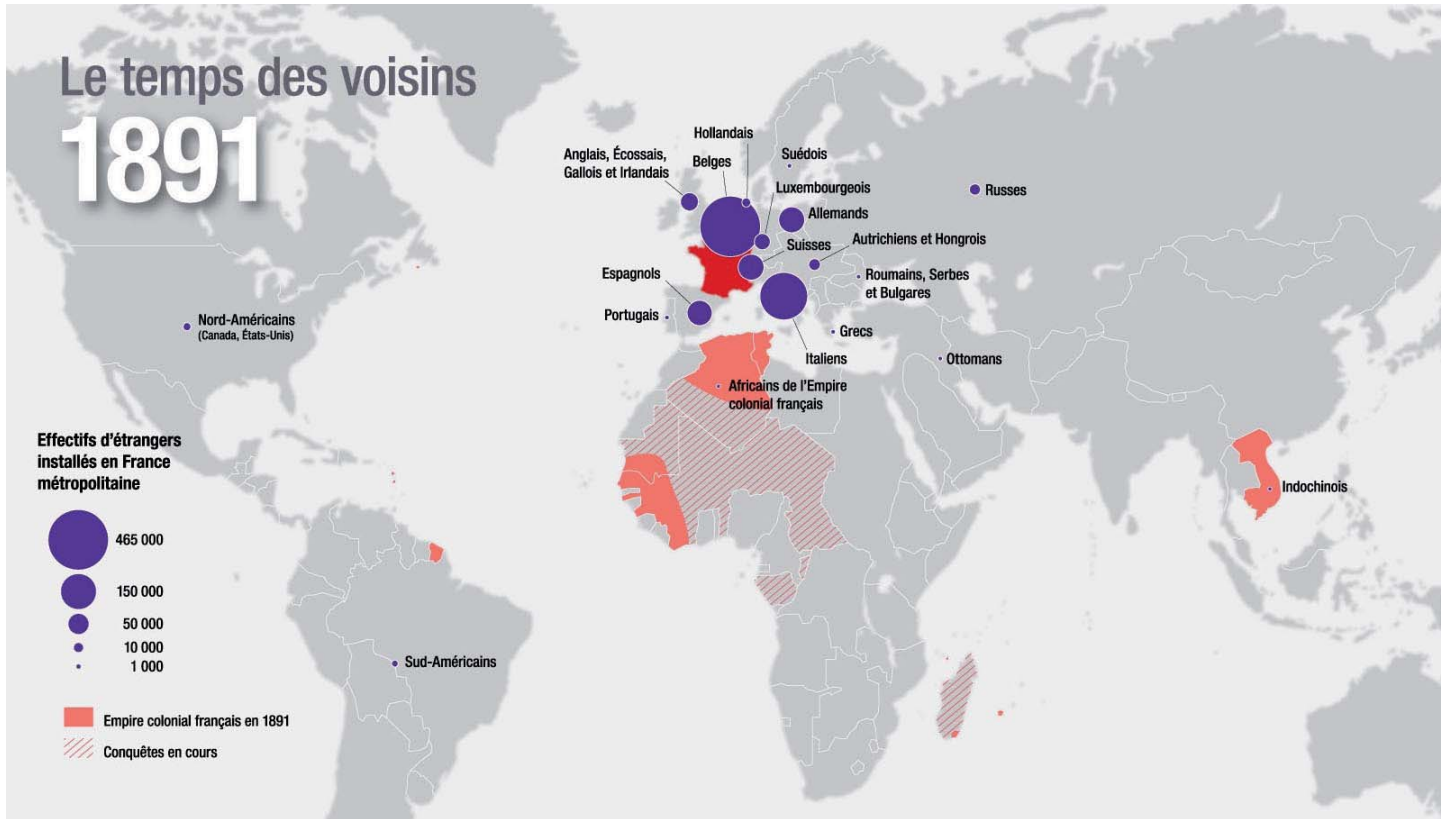 Le temps des voisins
1891
Hollandais
Anglais, Écossais,
Gallois et Irlandais
Belges
Suédois
Luxembourgeois
Russes
Allemands
Suisses
Autrichiens et Hongrois
Espagnols
Roumains, Serbes
et Bulgares
Portugais
Nord-Américains
(Canada, États-Unis)
Grecs
Italiens
Ottomans
Africains de l'Empire
colonial français
Effectifs d'étrangers
installés en France
métropolitaine
465 000
150 000
50 000
10 000
1 000
Indochinois
Sud-Américains
Empire colonial français en 1891
Conquêtes en cours